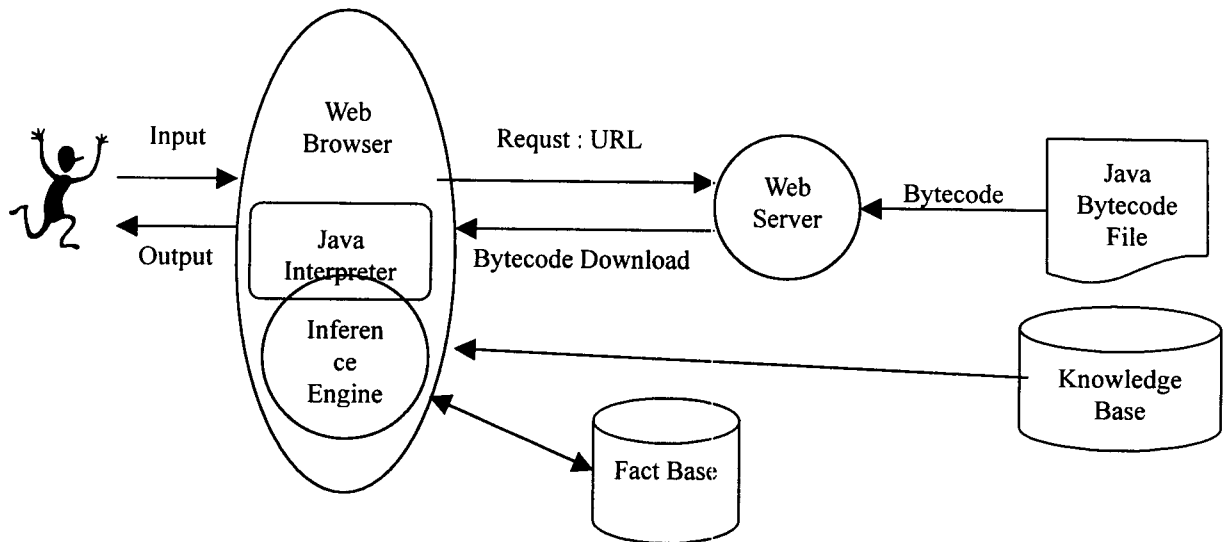 Input
Output
Web
Browser
Java
Interpreter
Inferen
ce
Engine
Requst : URL
Bytecode Download
Web
Server
Bytecode
Java
Bytecode
File
Knowledge
Base
Fact Base